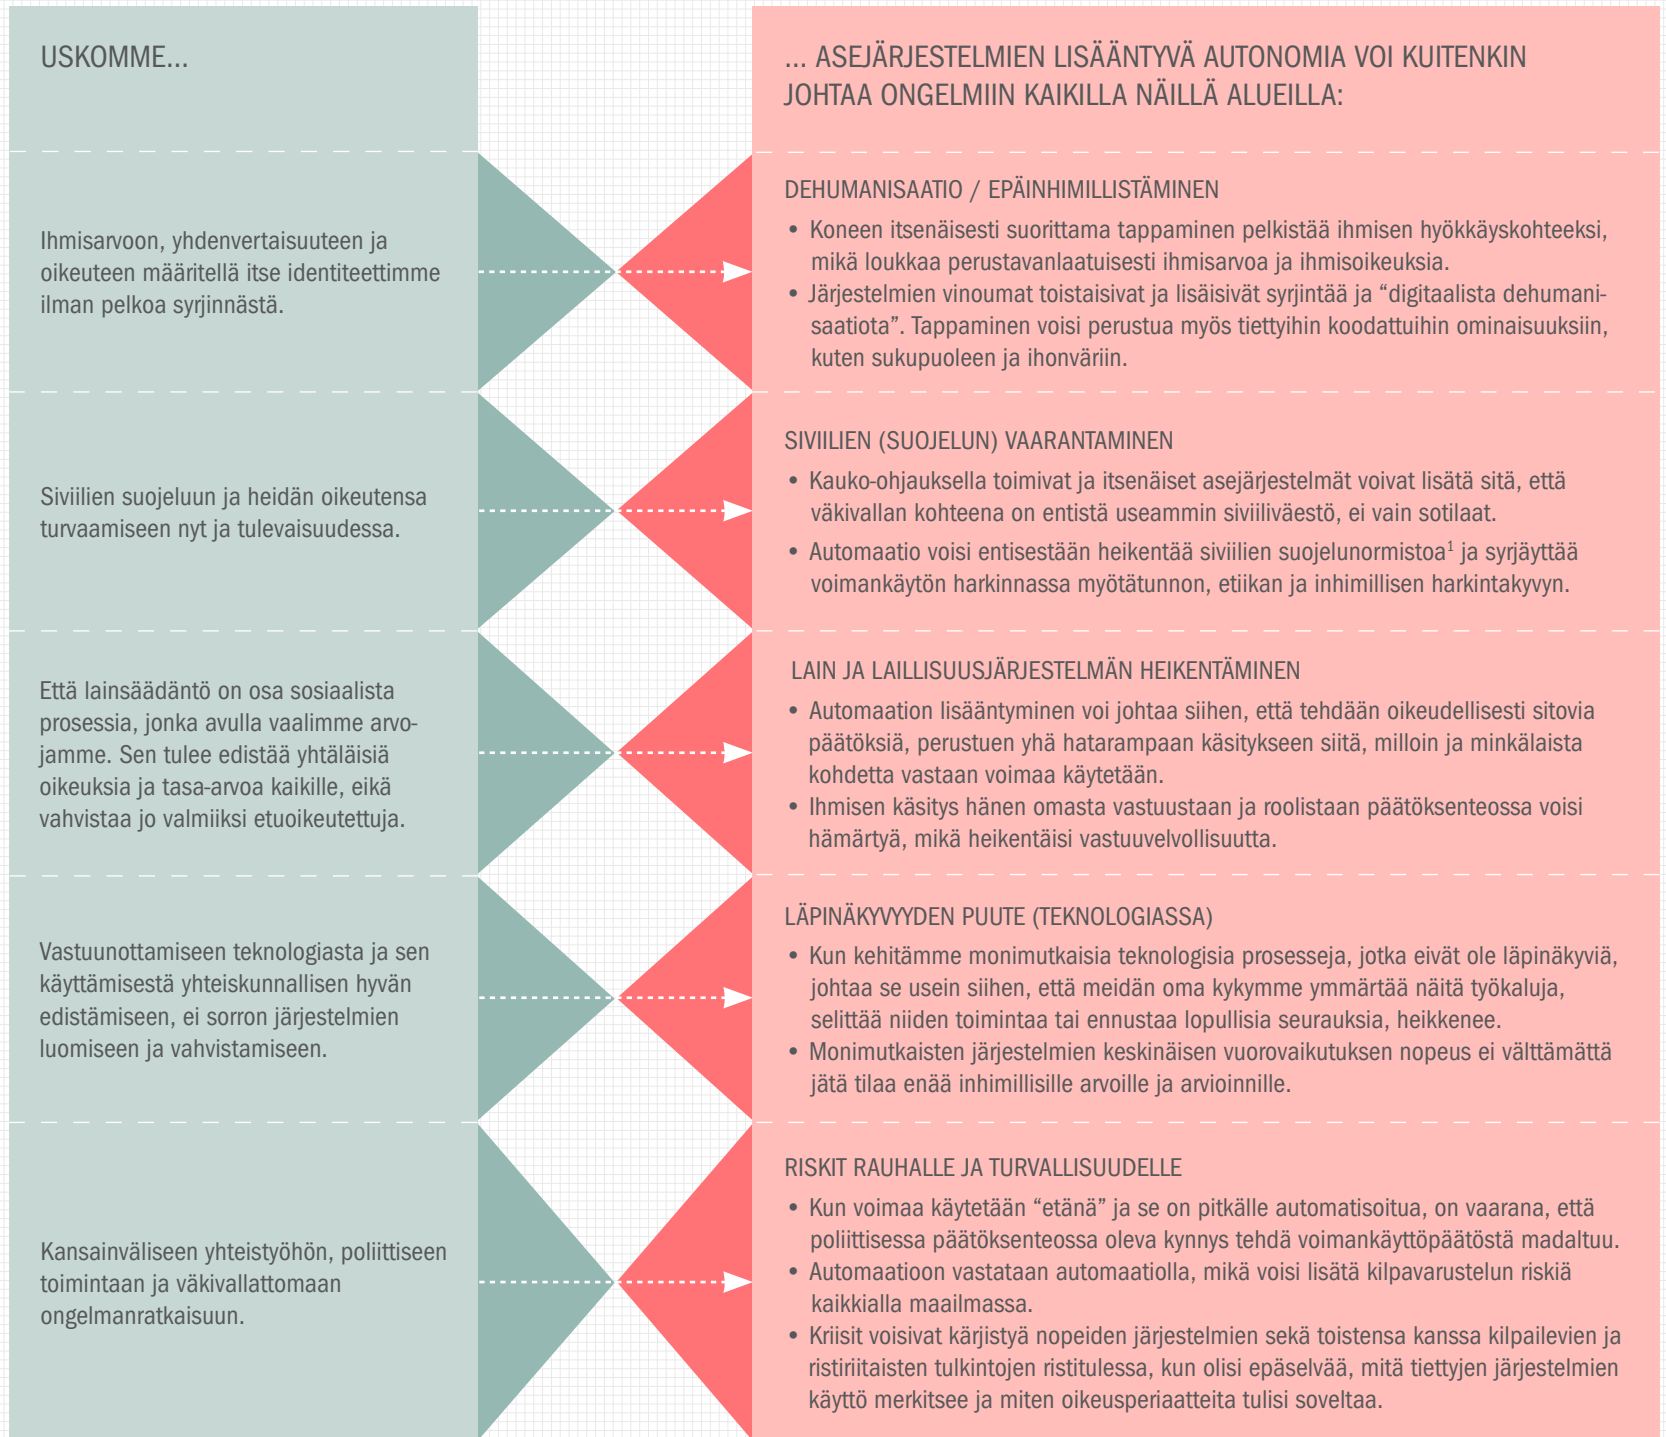 USKOMME...
... ASEJÄRJESTELMIEN LISÄÄNTYVÄ AUTONOMIA VOI KUITENKIN
JOHTAA ONGELMIIN KAIKILLA NÄILLÄ ALUEILLA:
Ihmisarvoon, yhdenvertaisuuteen ja
oikeuteen määritellä itse identiteettimme
ilman pelkoa syrjinnästä.
DEHUMANISAATIO / EPÄINHIMILLISTÄMINEN
• Koneen itsenäisesti suorittama tappaminen pelkistää ihmisen hyökkäyskohteeksi,
mikä loukkaa perustavanlaatuisesti ihmisarvoa ja ihmisoikeuksia.
• Järjestelmien vinoumat toistaisivat ja lisäisivät syrjintää ja “digitaalista dehumani-
saatiota”. Tappaminen voisi perustua myös tiettyihin koodattuihin ominaisuuksiin,
kuten sukupuoleen ja ihonväriin.
Siviilien suojeluun ja heidän oikeutensa
turvaamiseen nyt ja tulevaisuudessa.
SIVIILIEN (SUOJELUN) VAARANTAMINEN
• Kauko-ohjauksella toimivat ja itsenäiset asejärjestelmät voivat lisätä sitä, että
väkivallan kohteena on entistä useammin siviiliväestö, ei vain sotilaat.
• Automaatio voisi entisestään heikentää siviilien suojelunormistoa¹ ja syrjäyttää
voimankäytön harkinnassa myötätunnon, etiikan ja inhimillisen harkintakyvyn.
Että lainsäädäntö on osa sosiaalista
prosessia, jonka avulla vaalimme arvo-
jamme. Sen tulee edistää yhtäläisiä
oikeuksia ja tasa-arvoa kaikille, eikä
vahvistaa jo valmiiksi etuoikeutettuja.
LAIN JA LAILLISUUSJÄRJESTELMÄN HEIKENTÄMINEN
• Automaation lisääntyminen voi johtaa siihen, että tehdään oikeudellisesti sitovia
päätöksiä, perustuen yhä hatarampaan käsitykseen siitä, milloin ja minkälaista
kohdetta vastaan voimaa käytetään.
• Ihmisen käsitys hänen omasta vastuustaan ja roolistaan päätöksenteossa voisi
hämärtyä, mikä heikentäisi vastuuvelvollisuutta.
Vastuunottamiseen teknologiasta ja sen
käyttämisestä yhteiskunnallisen hyvän
edistämiseen, ei sorron järjestelmien
luomiseen ja vahvistamiseen.
LÄPINÄKYVYYDEN PUUTE (TEKNOLOGIASSA)
• Kun kehitämme monimutkaisia teknologisia prosesseja, jotka eivät ole läpinäkyviä,
johtaa se usein siihen, että meidän oma kykymme ymmärtää näitä työkaluja,
selittää niiden toimintaa tai ennustaa lopullisia seurauksia, heikkenee.
• Monimutkaisten järjestelmien keskinäisen vuorovaikutuksen nopeus ei välttämättä
jätä tilaa enää inhimillisille arvoille ja arvioinnille.
Kansainväliseen yhteistyöhön, poliittiseen
toimintaan ja väkivallattomaan
ongelmanratkaisuun.
RISKIT RAUHALLE JA TURVALLISUUDELLE
• Kun voimaa käytetään “etänä” ja se on pitkälle automatisoitua, on vaarana, että
poliittisessa päätöksenteossa oleva kynnys tehdä voimankäyttöpäätöstä madaltuu.
• Automaatioon vastataan automaatiolla, mikä voisi lisätä kilpavarustelun riskiä
kaikkialla maailmassa.
• Kriisit voisivat kärjistyä nopeiden järjestelmien sekä toistensa kanssa kilpailevien ja
ristiriitaisten tulkintojen ristitulessa, kun olisi epäselvää, mitä tiettyjen järjestelmien
käyttö merkitsee ja miten oikeusperiaatteita tulisi soveltaa.